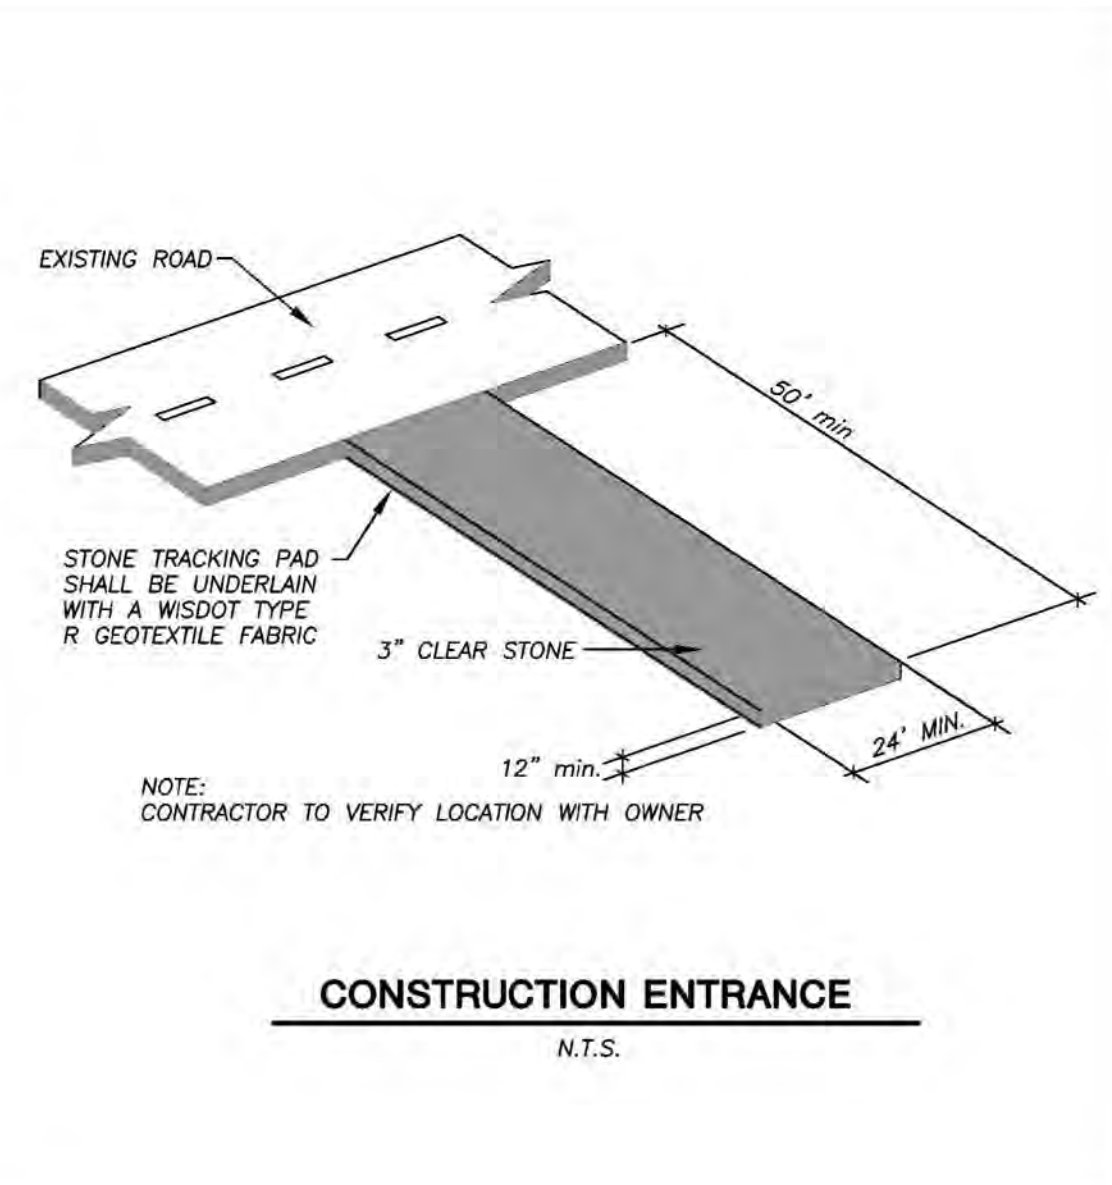 EXISTING ROAD
50' min
STONE TRACKING PAD
SHALL BE UNDERLAIN
WITH A WISDOT TYPE
R GEOTEXTILE FABRIC
3" CLEAR STONE
24' MIN.
12" min.
NOTE:
CONTRACTOR TO VERIFY LOCATION WITH OWNER
CONSTRUCTION ENTRANCE
N.T.S.